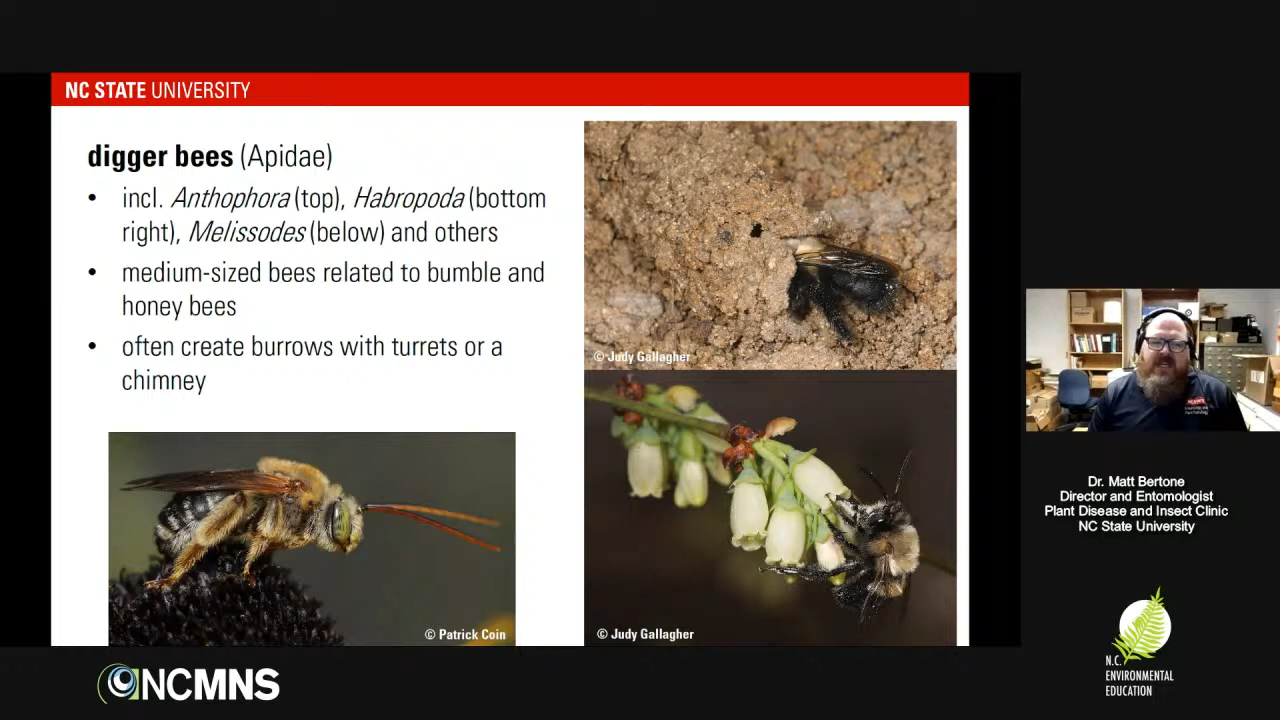 NC STATE UNIVERSITY
digger bees (Apidae)
• incl. Anthophora (top), Habropoda (bottom
right), Melissodes (below) and others
• medium-sized bees related to bumble and
honey bees
• often create burrows with turrets or a
chimney
© Judy Gallagher
© Patrick Coin
© Judy Gallagher
Dr. Matt Bertone
Director and Entomologist
Plant Disease and Insect Clinic
NC State University
NCMNS
N.C.
ENVIRONMENTAL
EDUCATION